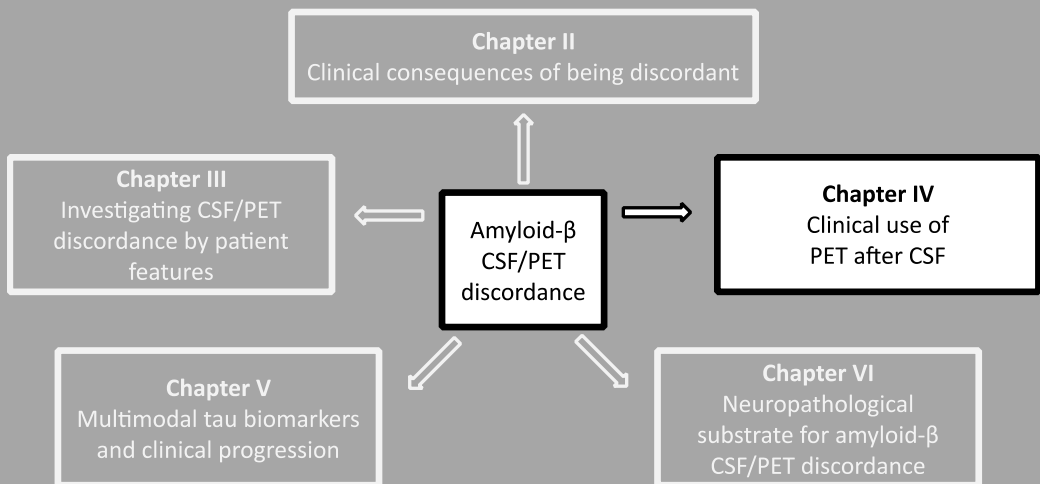 Chapter II
Clinical consequences of being discordant
Chapter III
Investigating CSF/PET
discordance by patient
features
Amyloid-β
CSF/PET
discordance
Chapter IV
Clinical use of
PET after CSF
Chapter V
Multimodal tau biomarkers
and clinical progression
Chapter VI
Neuropathological
substrate for amyloid-β
CSF/PET discordance